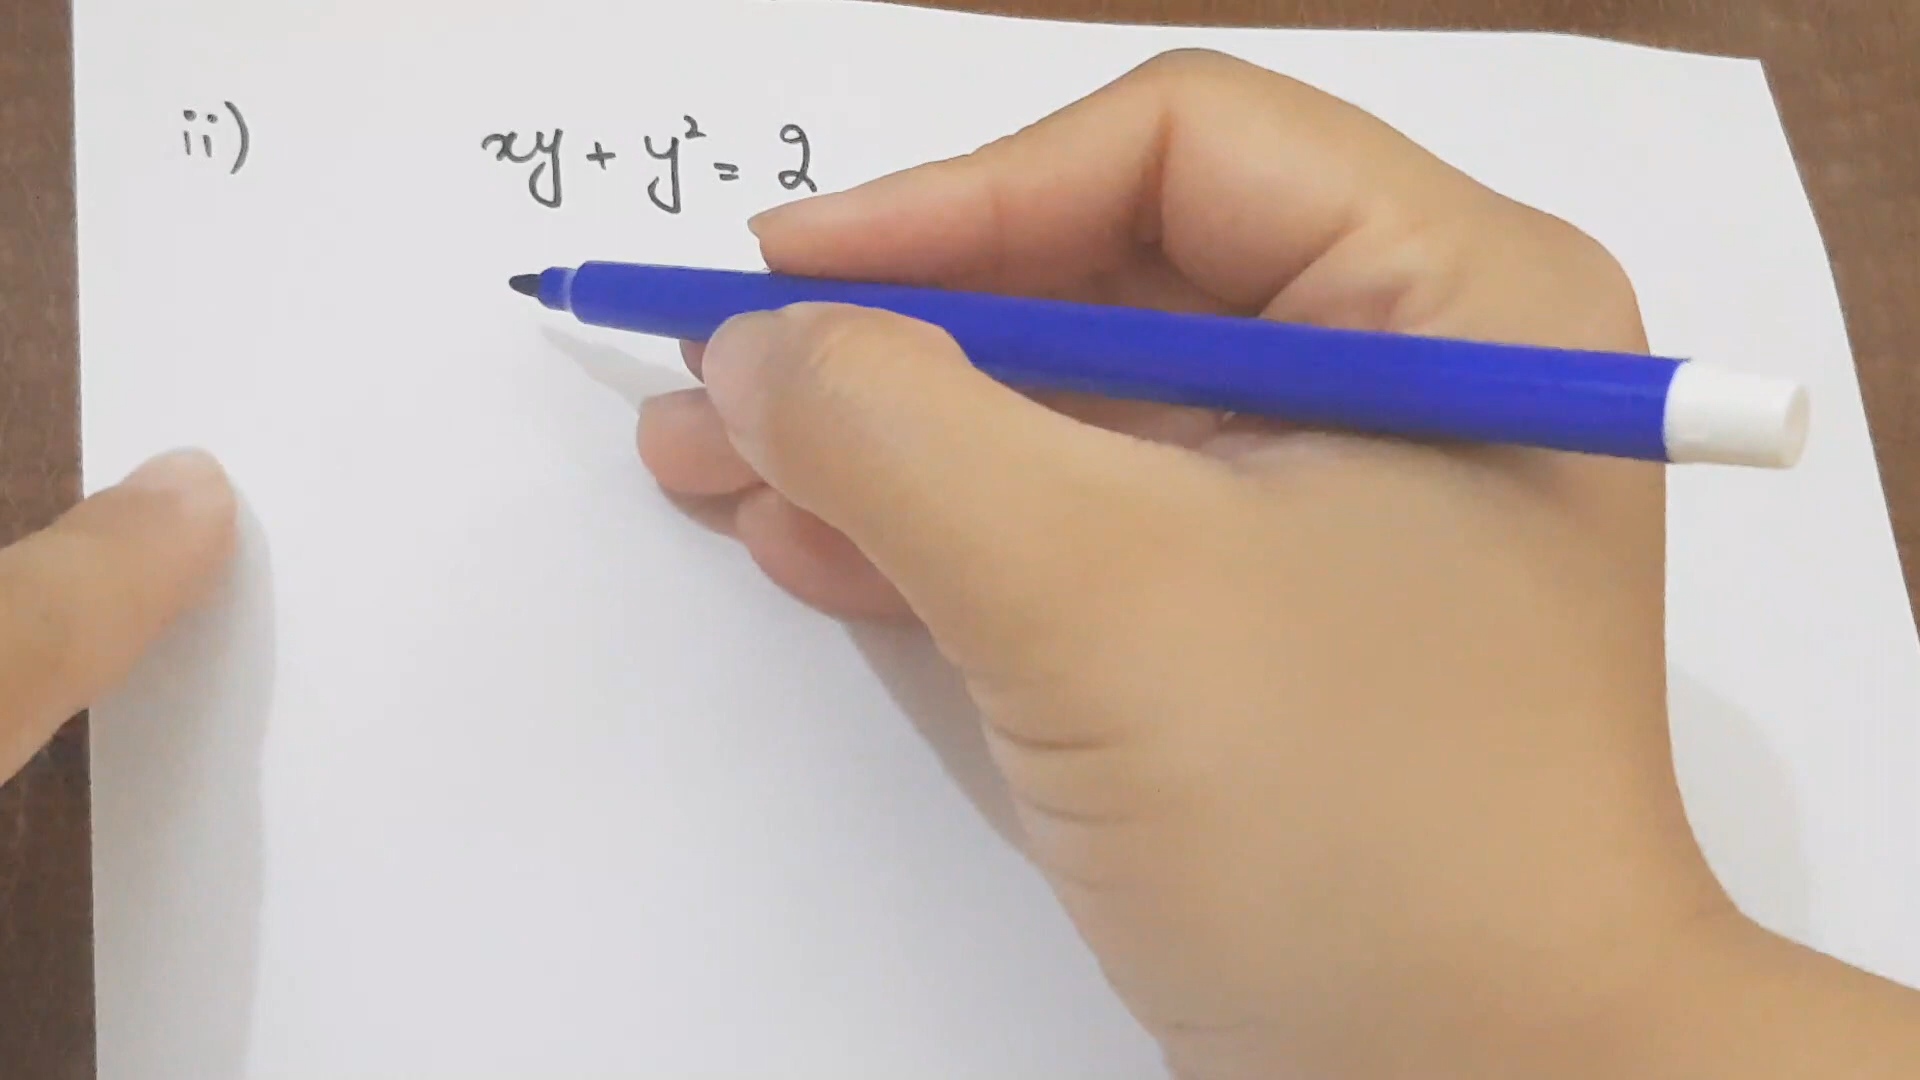 ii) xy + y² = 2